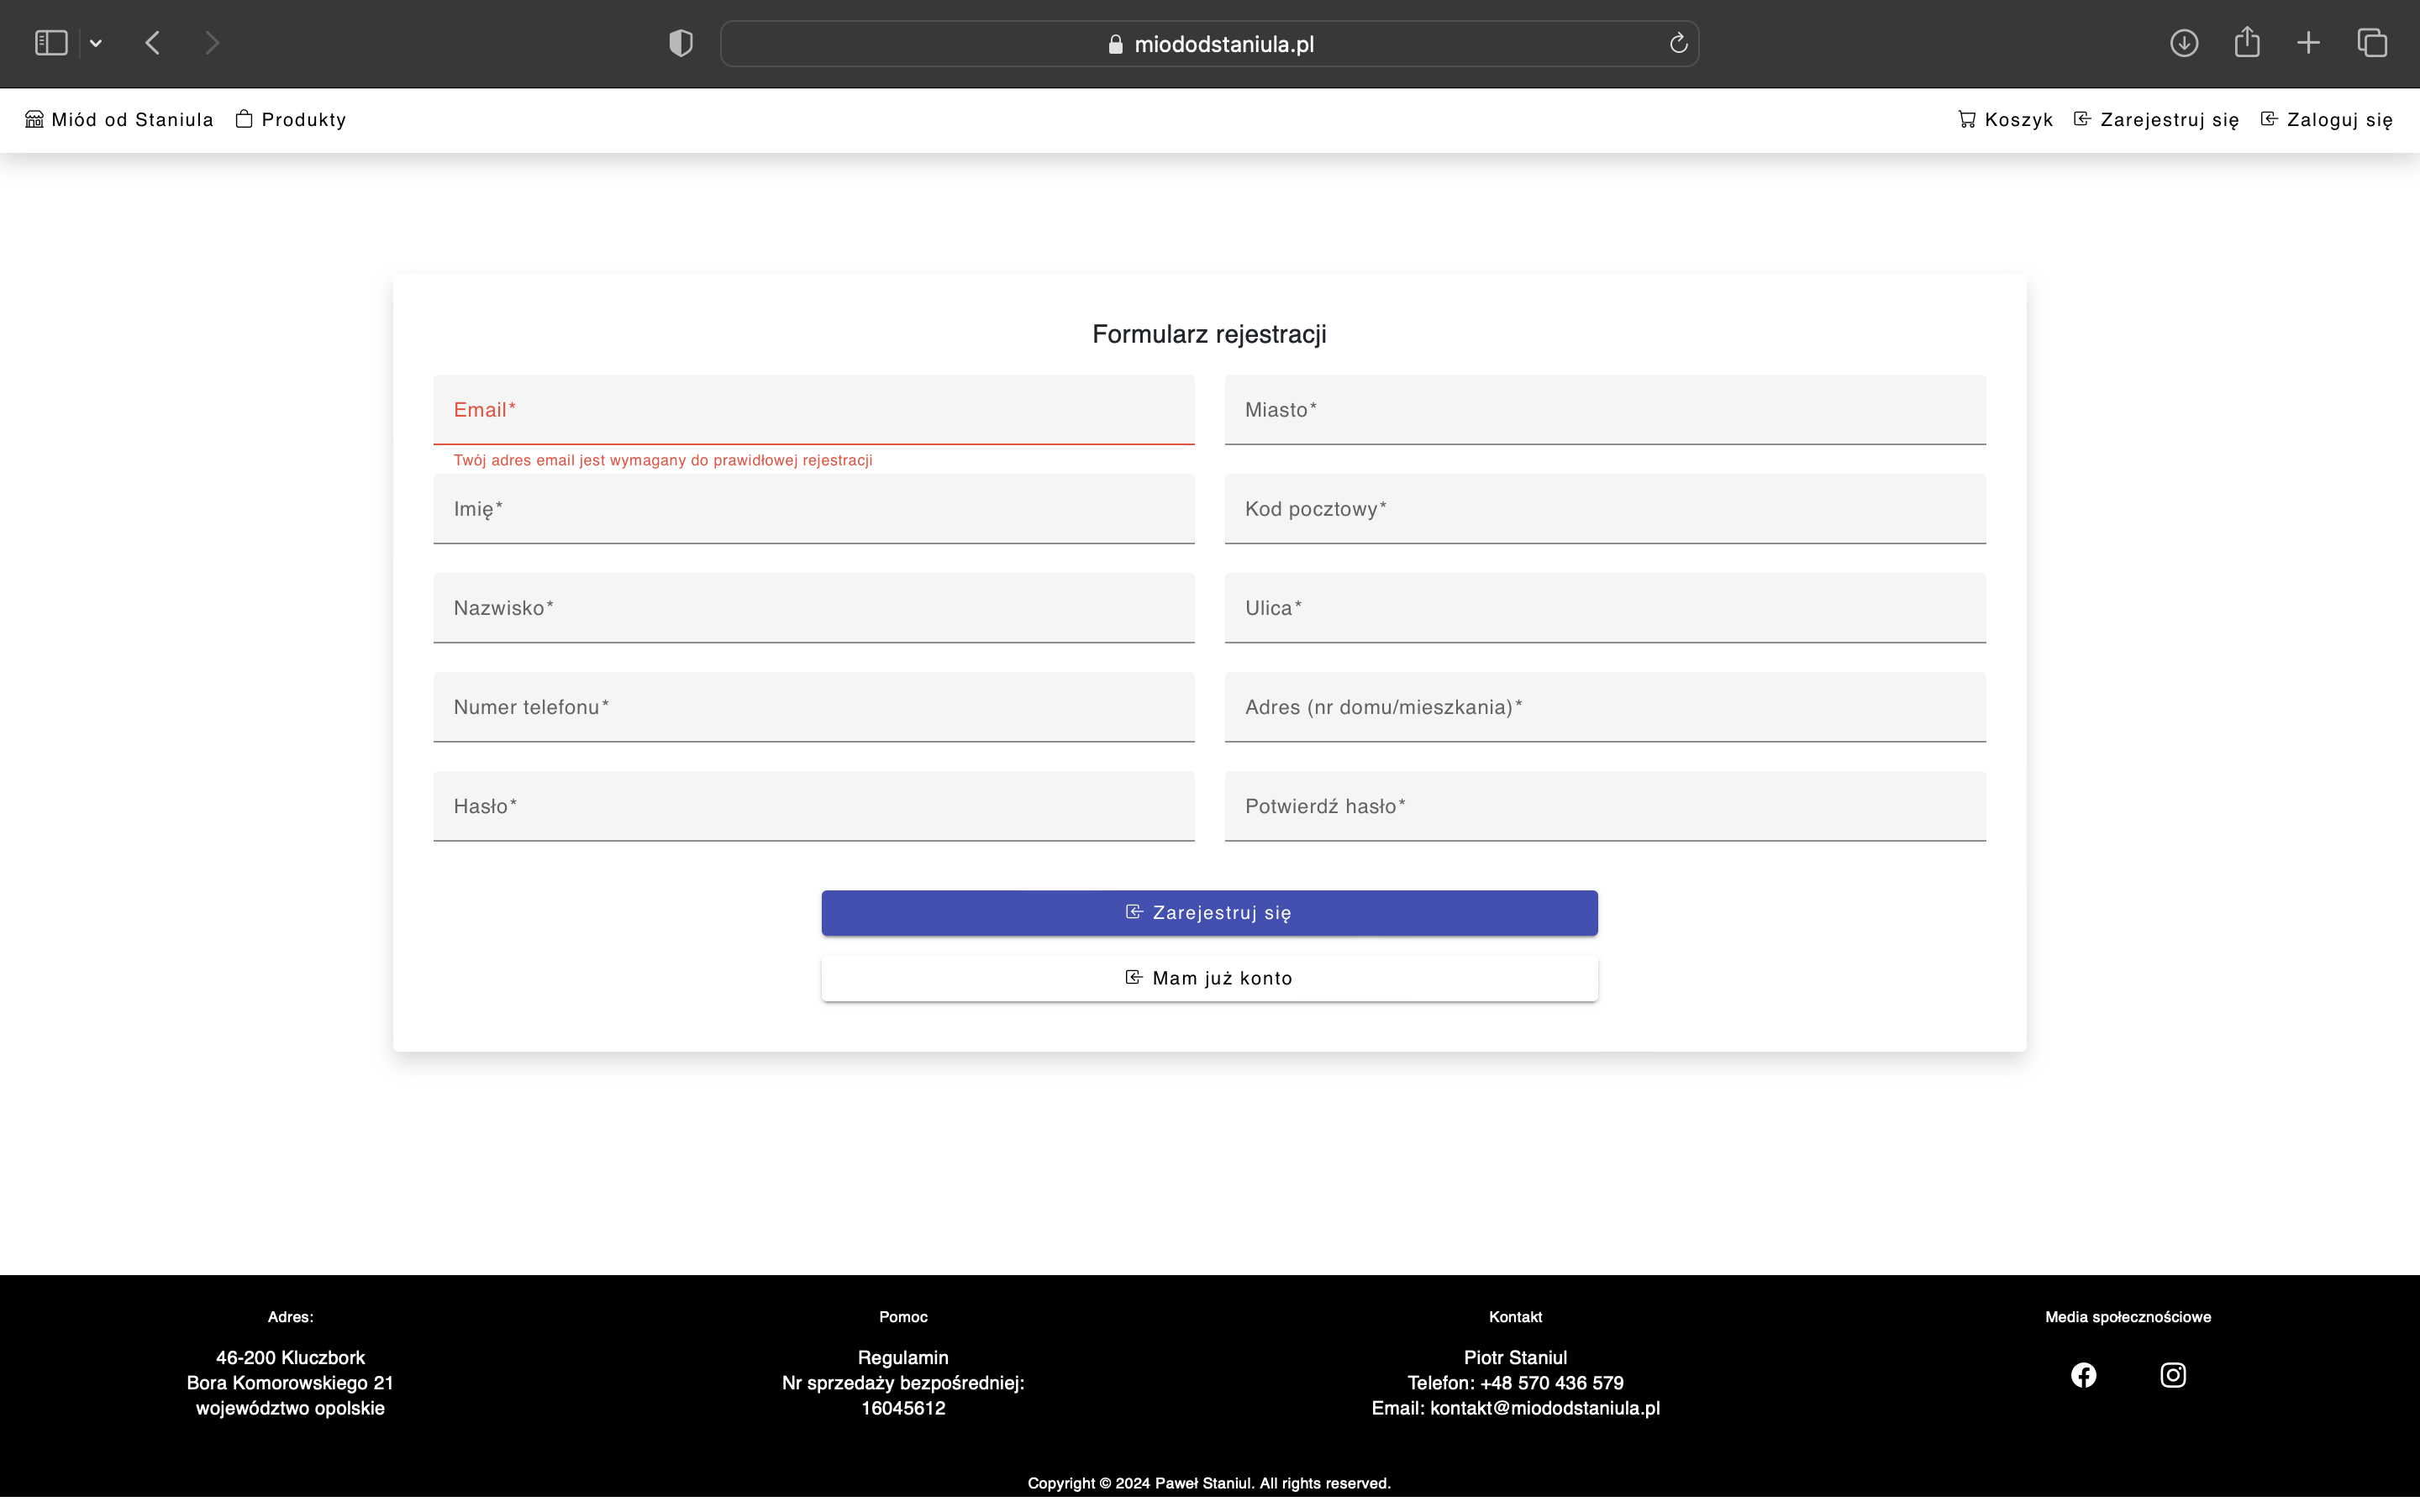 miododstaniula.pl
Miód od Staniula Produkty Koszyk Zarejestruj się Zaloguj się
Formularz rejestracji
Email* Miasto*
Twój adres email jest wymagany do prawidłowej rejestracji
Imię* Kod pocztowy*
Nazwisko* Ulica*
Numer telefonu* Adres (nr domu/mieszkania)*
Hasło* Potwierdź hasło*
Zarejestruj się
Mam już konto
Adres:
46-200 Kluczbork
Bora Komorowskiego 21
województwo opolskie
Pomoc
Regulamin
Nr sprzedaży bezpośredniej:
16045612
Kontakt
Piotr Staniul
Telefon: +48 570 436 579
Email: kontakt@miododstaniula.pl
Media społecznościowe
Copyright © 2024 Paweł Staniul. All rights reserved.